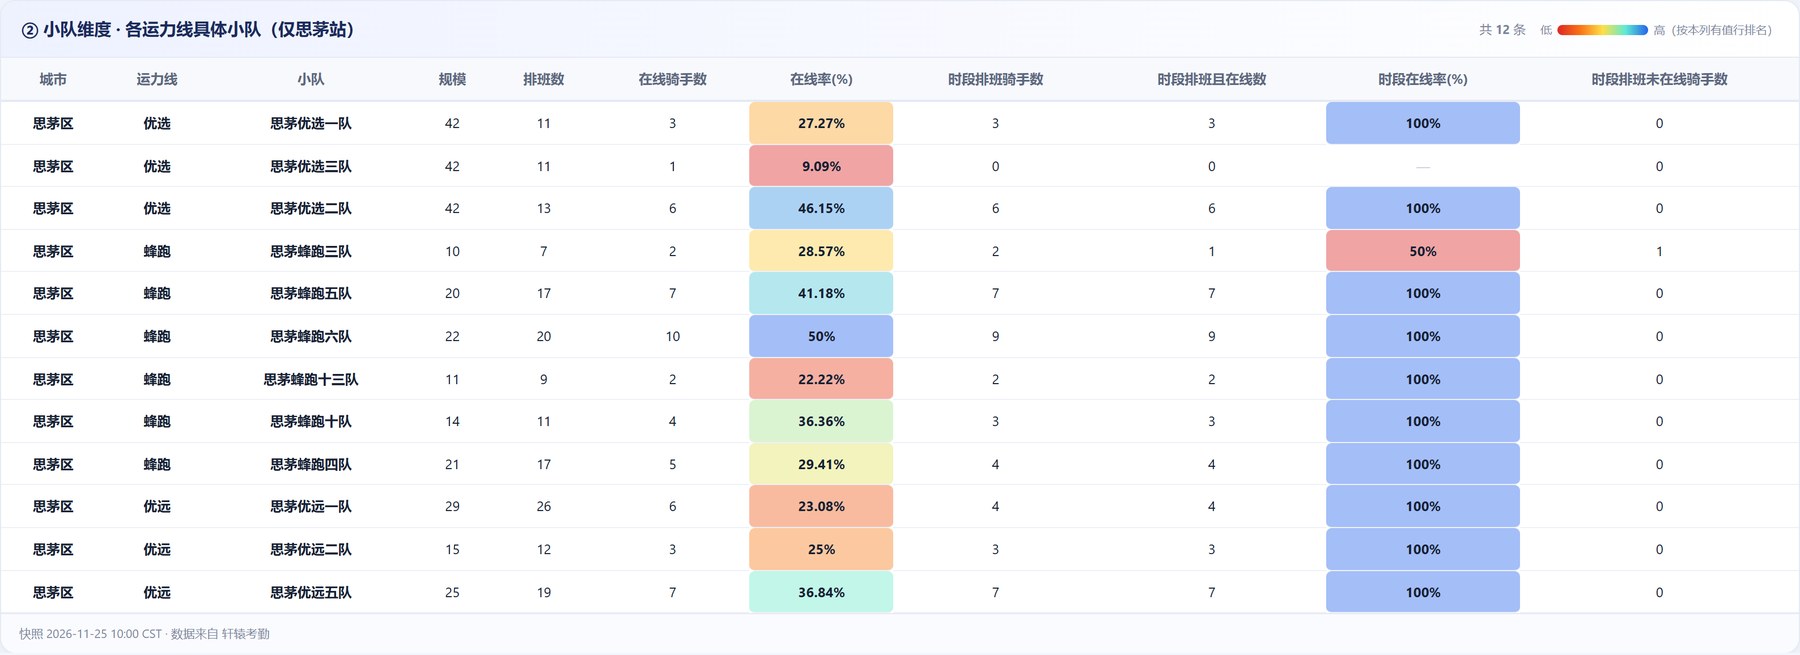 ② 小队维度 · 各运力线具体小队（仅思茅站） 共 12 条 低 高 (按本列有值行排名)
城市 运力线 小队 规模 排班数 在线骑手数 在线率(%) 时段排班骑手数 时段排班且在线数 时段在线率(%) 时段排班未在线骑手数
思茅区 优选 思茅优选一队 42 11 3 27.27% 3 3 100% 0
思茅区 优选 思茅优选三队 42 11 1 9.09% 0 0 — 0
思茅区 优选 思茅优选二队 42 13 6 46.15% 6 6 100% 0
思茅区 蜂跑 思茅蜂跑三队 10 7 2 28.57% 2 1 50% 1
思茅区 蜂跑 思茅蜂跑五队 20 17 7 41.18% 7 7 100% 0
思茅区 蜂跑 思茅蜂跑六队 22 20 10 50% 9 9 100% 0
思茅区 蜂跑 思茅蜂跑十三队 11 9 2 22.22% 2 2 100% 0
思茅区 蜂跑 思茅蜂跑十队 14 11 4 36.36% 3 3 100% 0
思茅区 蜂跑 思茅蜂跑四队 21 17 5 29.41% 4 4 100% 0
思茅区 优远 思茅优远一队 29 26 6 23.08% 4 4 100% 0
思茅区 优远 思茅优远二队 15 12 3 25% 3 3 100% 0
思茅区 优远 思茅优远五队 25 19 7 36.84% 7 7 100% 0
快照 2026-11-25 10:00 CST · 数据来自 轩辕考勤